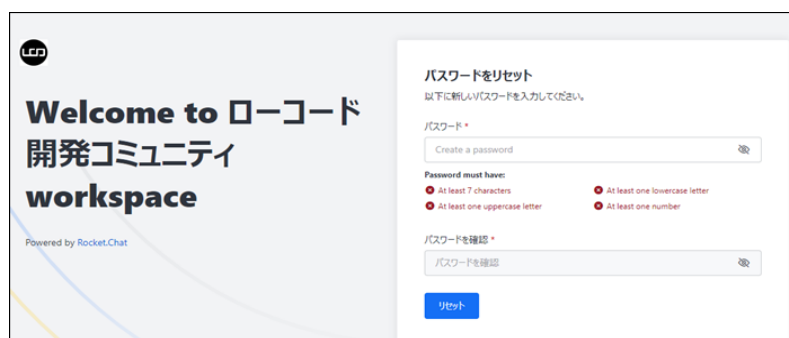 LCD
Welcome to ローコード
開発コミュニティ
workspace
Powered by Rocket.Chat
パスワードをリセット
以下に新しいパスワードを入力してください。
パスワード *
Create a password
Password must have:
At least 7 characters
At least one lowercase letter
At least one uppercase letter
At least one number
パスワードを確認 *
パスワードを確認
リセット